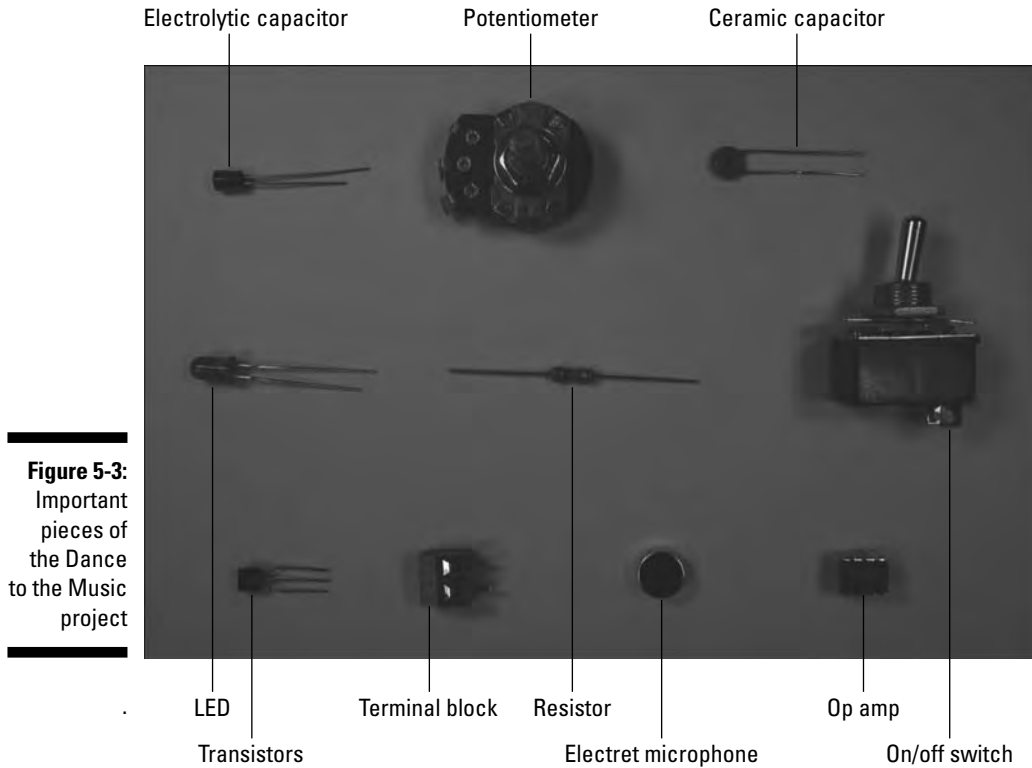 Electrolytic capacitor
Potentiometer
Ceramic capacitor
Figure 5-3:
Important
pieces of
the Dance
to the Music
project
.
LED
Terminal block
Resistor
Op amp
Transistors
Electret microphone
On/off switch